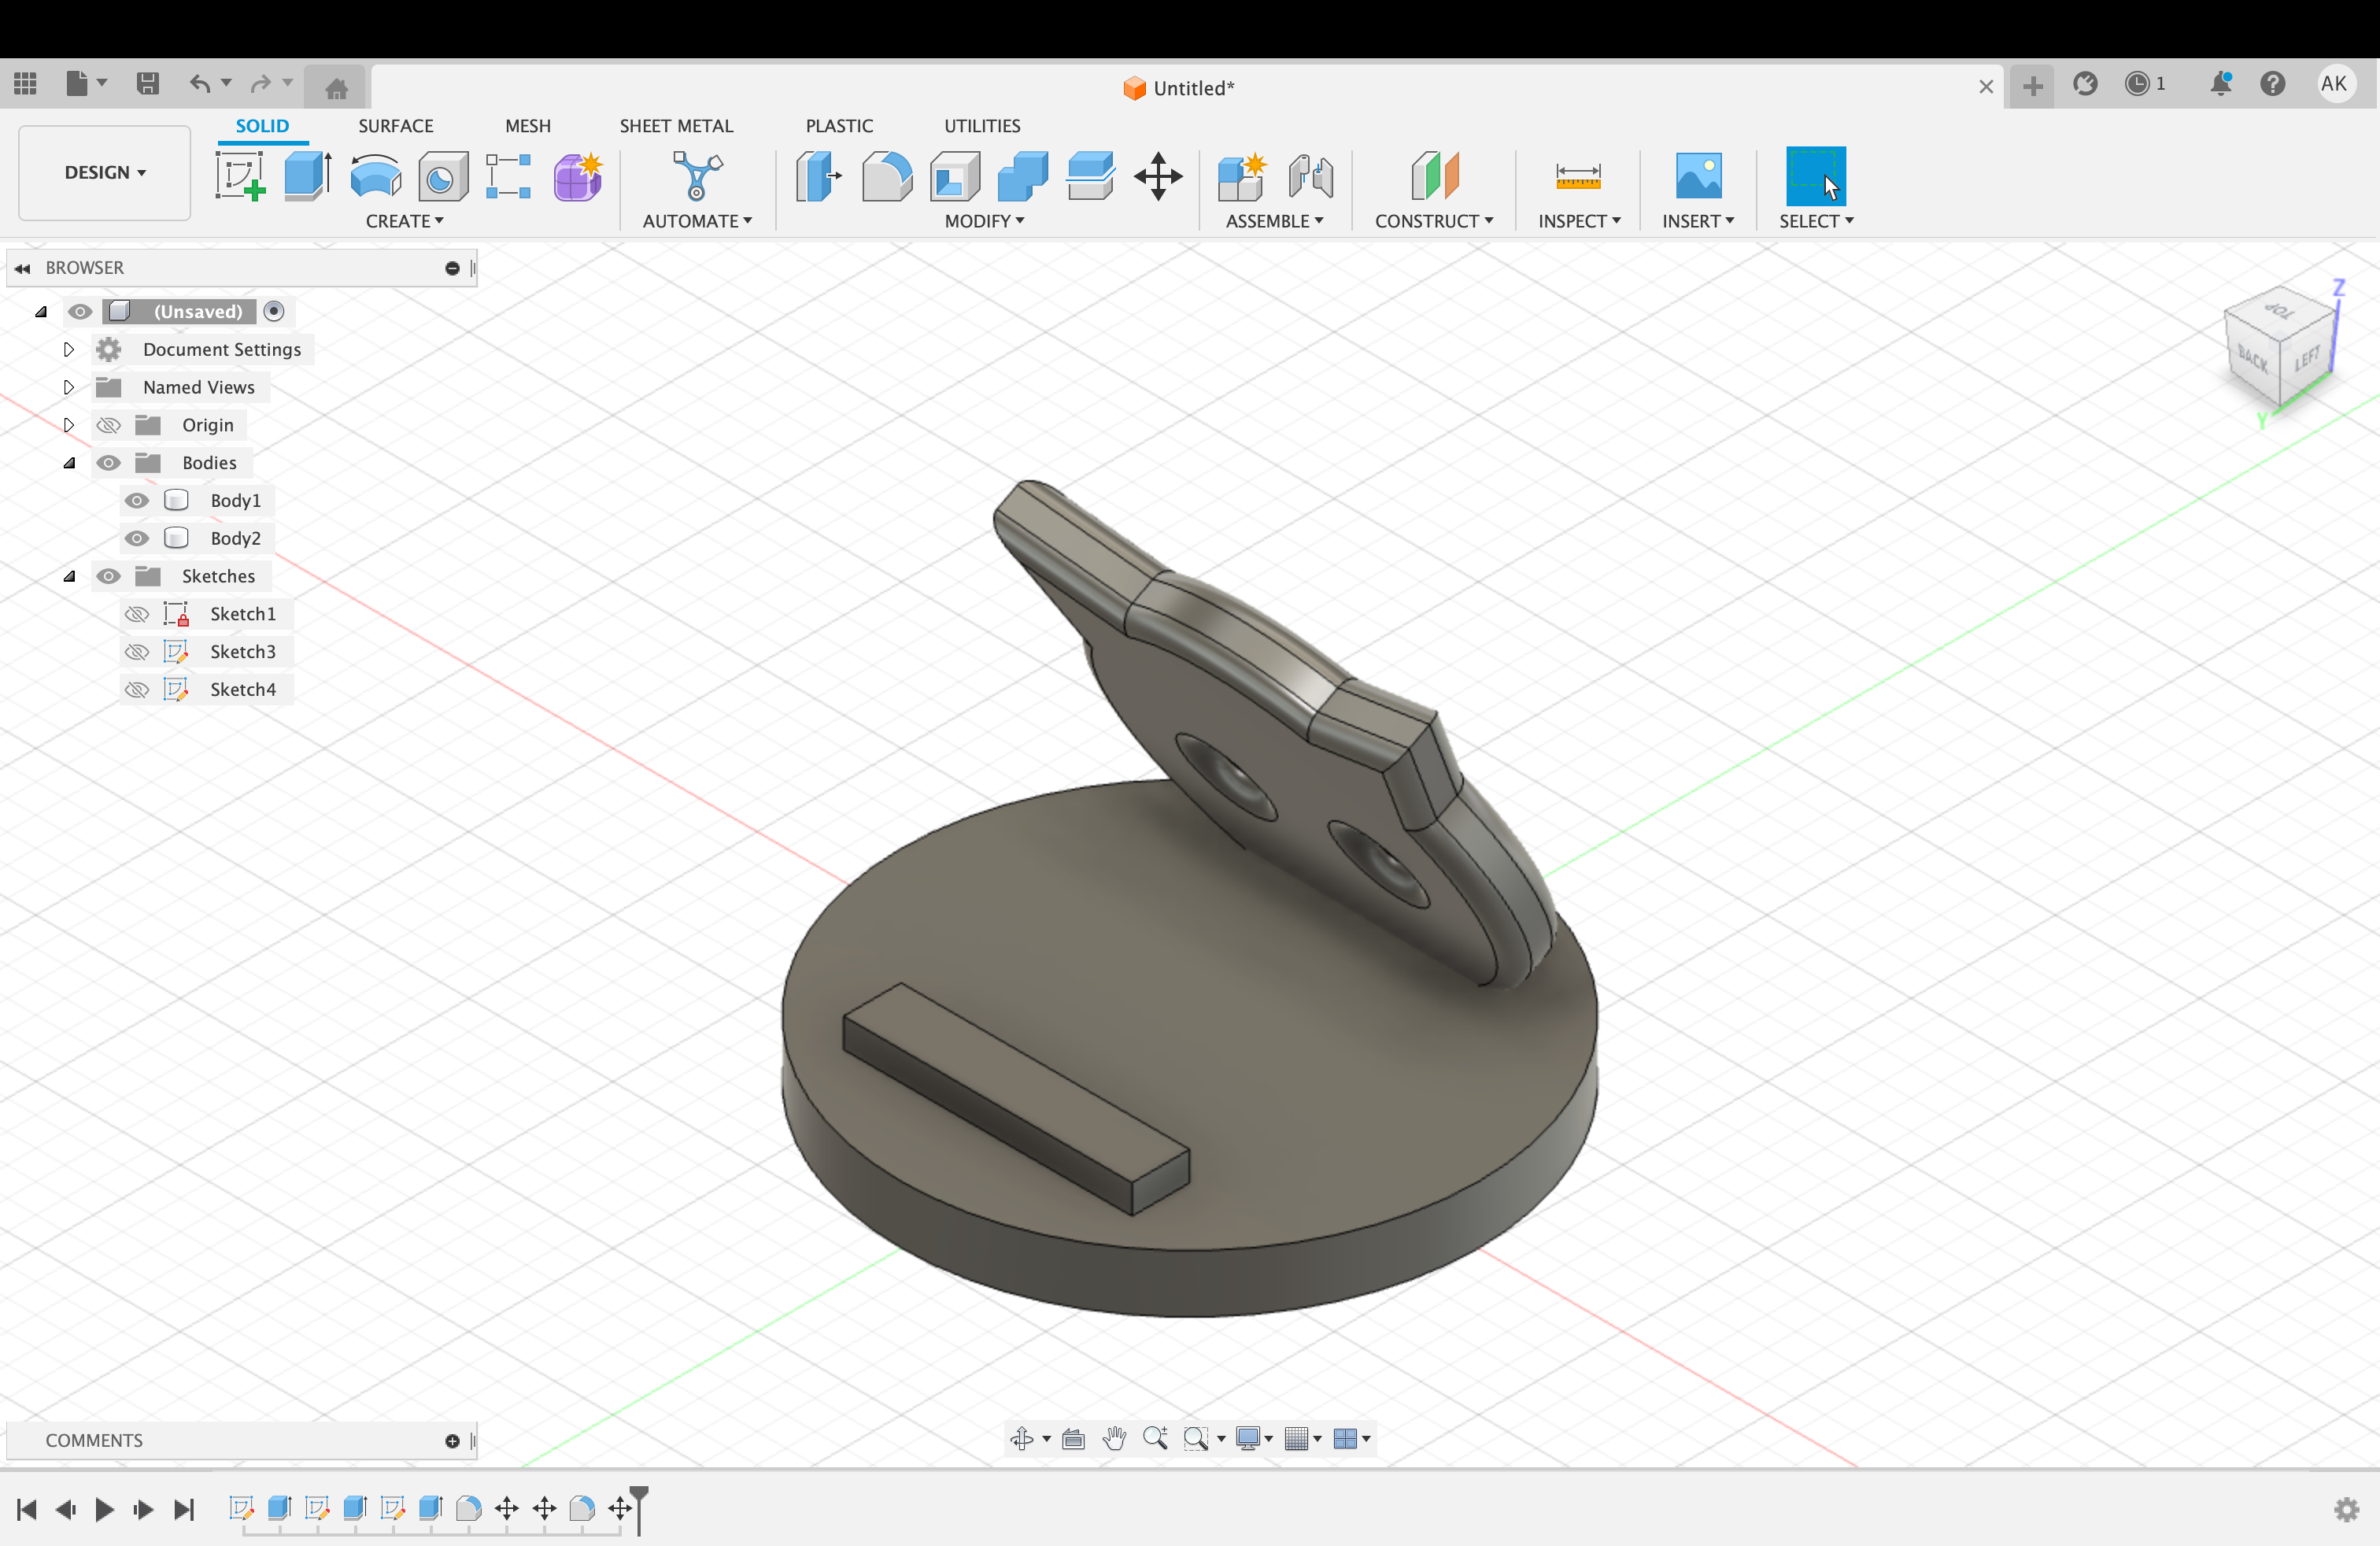 Untitled*
1
AK
DESIGN
SOLID
SURFACE
MESH
SHEET METAL
PLASTIC
UTILITIES
CREATE
AUTOMATE
MODIFY
ASSEMBLE
CONSTRUCT
INSPECT
INSERT
SELECT
BROWSER
(Unsaved)
Document Settings
Named Views
Origin
Bodies
Body1
Body2
Sketches
Sketch1
Sketch3
Sketch4
Z
TOP
BACK
LEFT
Y
COMMENTS